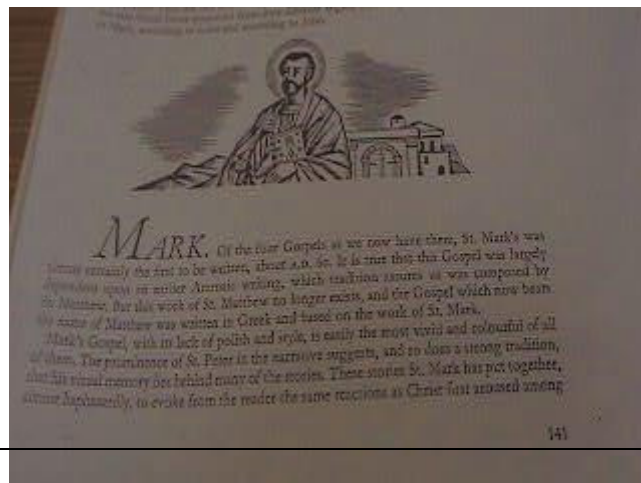 MARK. Of the four Gospels as we now have them, St. Mark's was
almost certainly the first to be written, about A.D. 60. It is true that this Gospel was largely
dependent upon an earlier Aramaic writing, which tradition assures us was composed by
St. Matthew. But this work of St. Matthew no longer exists, and the Gospel which now bears
the name of Matthew was written in Greek and based on the work of St. Mark.
Mark's Gospel, with its lack of polish and style, is easily the most vivid and colourful of all
of them. The prominence of St. Peter in the narrative suggests, and so does a strong tradition,
that his visual memory lies behind many of the stories. These stories St. Mark has put together,
almost haphazardly, to evoke from the reader the same reactions as Christ first aroused among
141